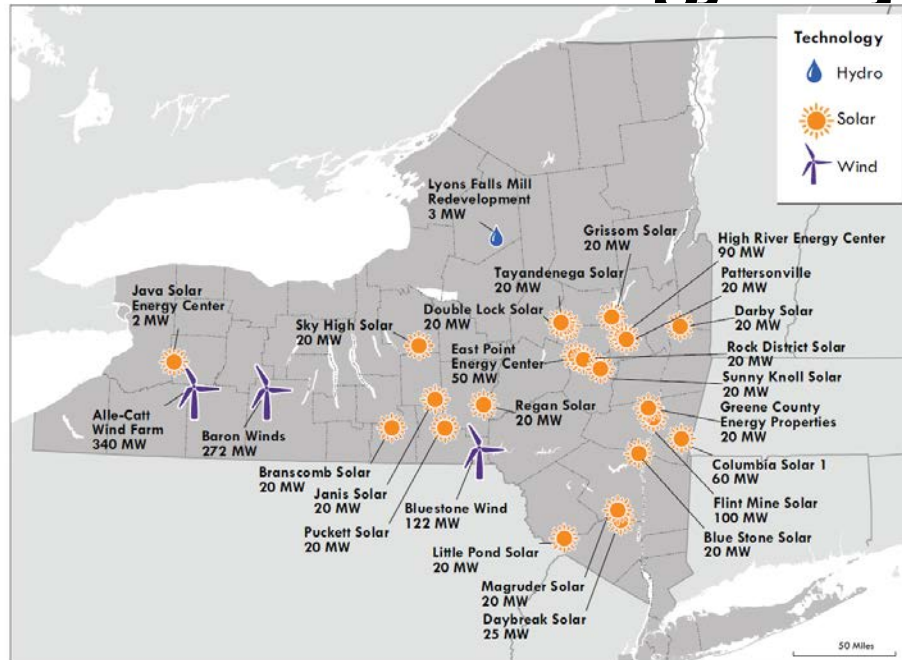 Technology
Hydro
Solar
Wind
Lyons Falls Mill
Redevelopment
3 MW
Grissom Solar
20 MW
High River Energy Center
90 MW
Tayandenega Solar
20 MW
Pattersonville
20 MW
Java Solar
Energy Center
2 MW
Double Lock Solar
20 MW
Darby Solar
20 MW
Sky High Solar
20 MW
East Point
Energy Center
50 MW
Rock District Solar
20 MW
Sunny Knoll Solar
20 MW
Alle-Catt
Wind Farm
340 MW
Baron Winds
272 MW
Regan Solar
20 MW
Greene County
Energy Properties
20 MW
Branscomb Solar
20 MW
Columbia Solar 1
60 MW
Janis Solar
20 MW
Bluestone Wind
122 MW
Flint Mine Solar
100 MW
Puckett Solar
20 MW
Blue Stone Solar
20 MW
Little Pond Solar
20 MW
Magruder Solar
20 MW
Daybreak Solar
25 MW
50 Miles